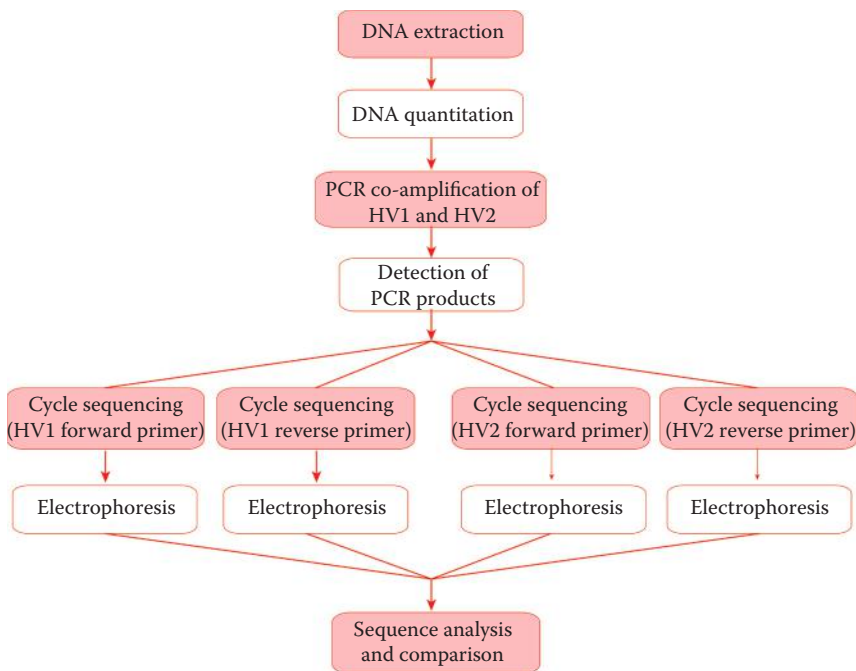 DNA extraction
DNA quantitation
PCR co-amplification of
HV1 and HV2
Detection of
PCR products
Cycle sequencing
(HV1 forward primer)
Cycle sequencing
(HV1 reverse primer)
Cycle sequencing
(HV2 forward primer)
Cycle sequencing
(HV2 reverse primer)
Electrophoresis
Electrophoresis
Electrophoresis
Electrophoresis
Sequence analysis
and comparison